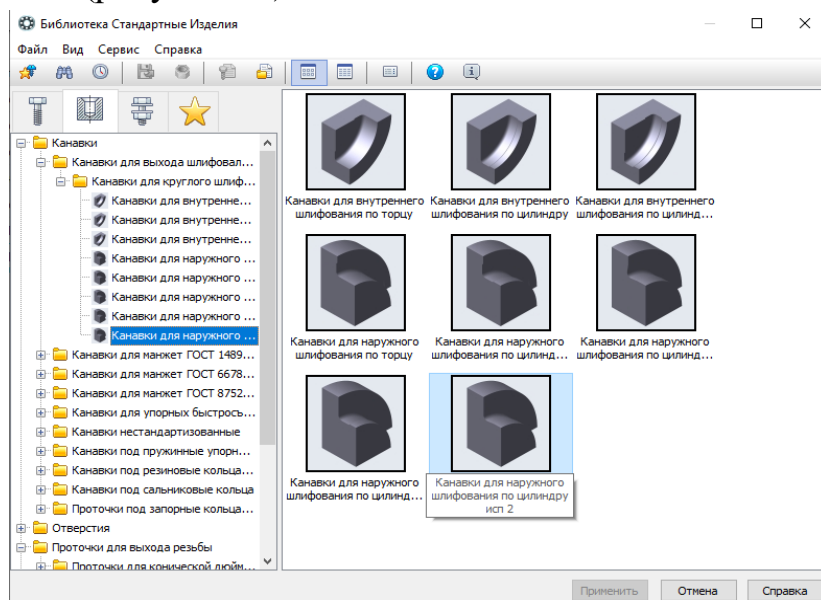 Библиотека Стандартные Изделия
Файл Вид Сервис Справка
Канавки
Канавки для выхода шлифовал...
Канавки для круглого шлиф...
Канавки для внутренне...
Канавки для внутренне...
Канавки для внутренне...
Канавки для наружного ...
Канавки для наружного ...
Канавки для наружного ...
Канавки для наружного ...
Канавки для наружного ...
Канавки для манжет ГОСТ 1489...
Канавки для манжет ГОСТ 6678...
Канавки для манжет ГОСТ 8752...
Канавки для упорных быстросъ...
Канавки нестандартизованные
Канавки под пружинные упорн...
Канавки под резиновые кольца...
Канавки под сальниковые кольца
Проточки под запорные кольца...
Отверстия
Проточки для выхода резьбы
Проточки для конической дюйм...
Канавки для внутреннего
шлифования по торцу
Канавки для внутреннего
шлифования по цилиндру
Канавки для внутреннего
шлифования по цилинд...
Канавки для наружного
шлифования по торцу
Канавки для наружного
шлифования по цилинд...
Канавки для наружного
шлифования по цилинд...
Канавки для наружного
шлифования по цилинд...
Канавки для наружного
шлифования по цилиндру
исп 2
Применить Отмена Справка